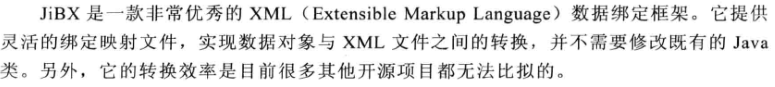 JiBX 是一款非常优秀的 XML（Extensible Markup Language）数据绑定框架。它提供
灵活的绑定映射文件，实现数据对象与 XML 文件之间的转换，并不需要修改既有的 Java
类。另外，它的转换效率是目前很多其他开源项目都无法比拟的。